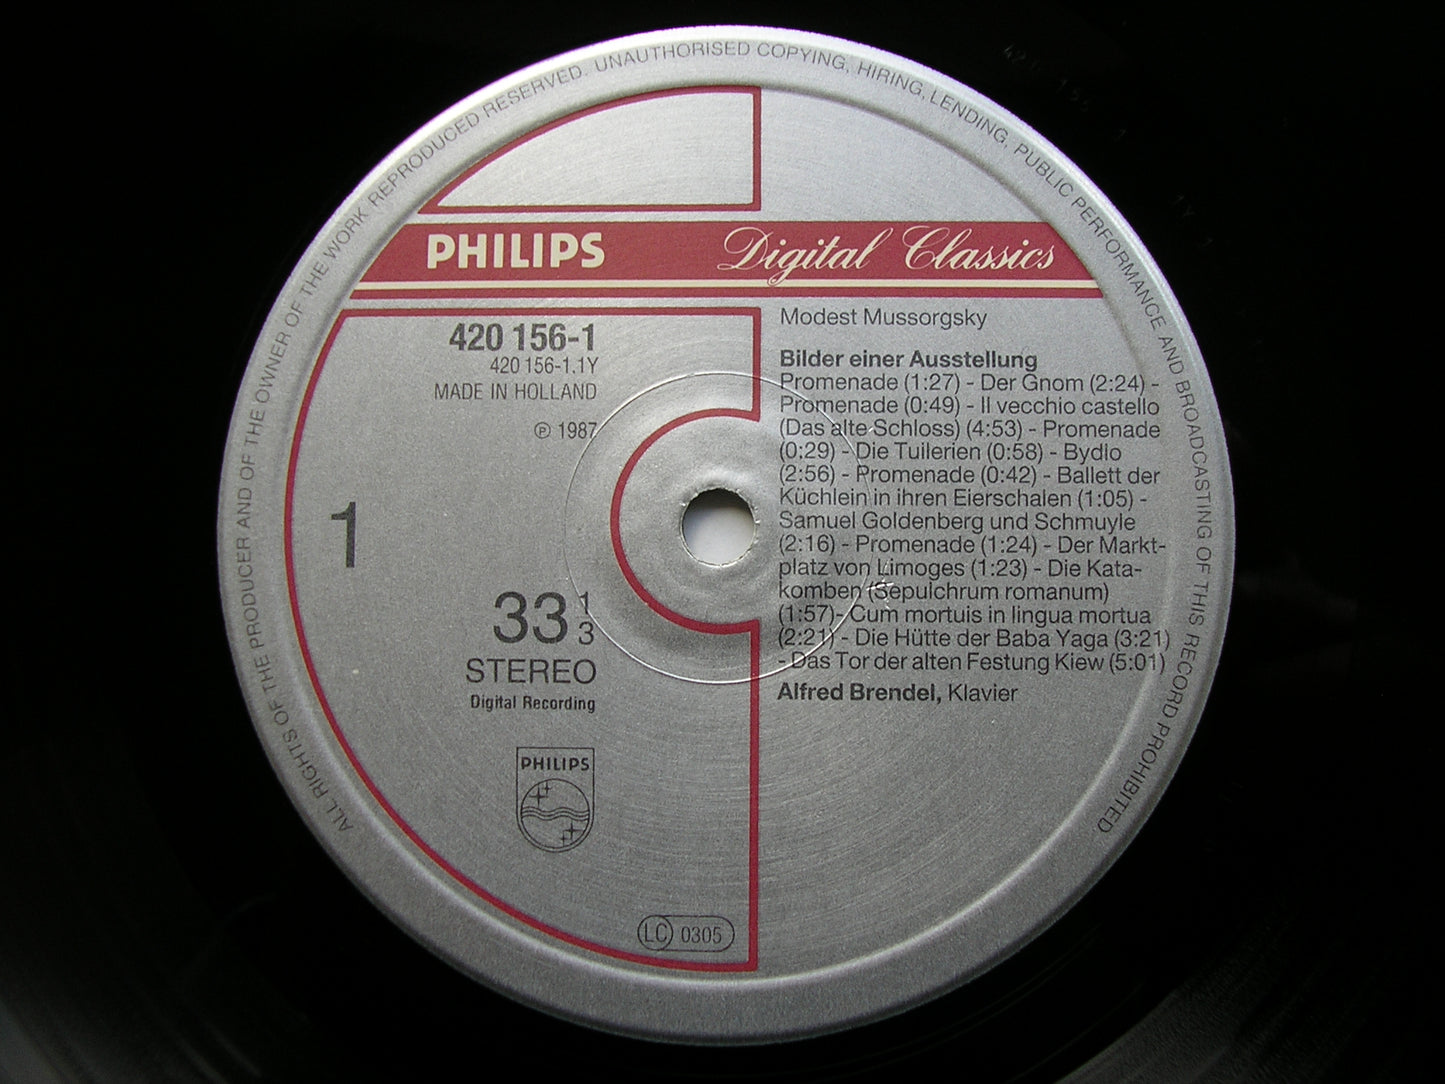 ALL RIGHTS OF THE PRODUCER AND OF THE OWNER OF THE WORK REPRODUCED RESERVED. UNAUTHORISED COPYING, HIRING, LENDING, PUBLIC PERFORMANCE AND BROADCASTING OF THIS RECORD PROHIBITED
PHILIPS Digital Classics
420 156-1
420 156-1.1Y
MADE IN HOLLAND
℗ 1987
1
33 1/3
STEREO
Digital Recording
PHILIPS
LC 0305
Modest Mussorgsky
Bilder einer Ausstellung
Promenade (1:27) - Der Gnom (2:24) -
Promenade (0:49) - Il vecchio castello
(Das alte Schloss) (4:53) - Promenade
(0:29) - Die Tuilerien (0:58) - Bydlo
(2:56) - Promenade (0:42) - Ballett der
Küchlein in ihren Eierschalen (1:05) -
Samuel Goldenberg und Schmuyle
(2:16) - Promenade (1:24) - Der Markt-
platz von Limoges (1:23) - Die Kata-
komben (Sepulchrum romanum)
(1:57)- Cum mortuis in lingua mortua
(2:21) - Die Hütte der Baba Yaga (3:21)
- Das Tor der alten Festung Kiew (5:01)
Alfred Brendel, Klavier